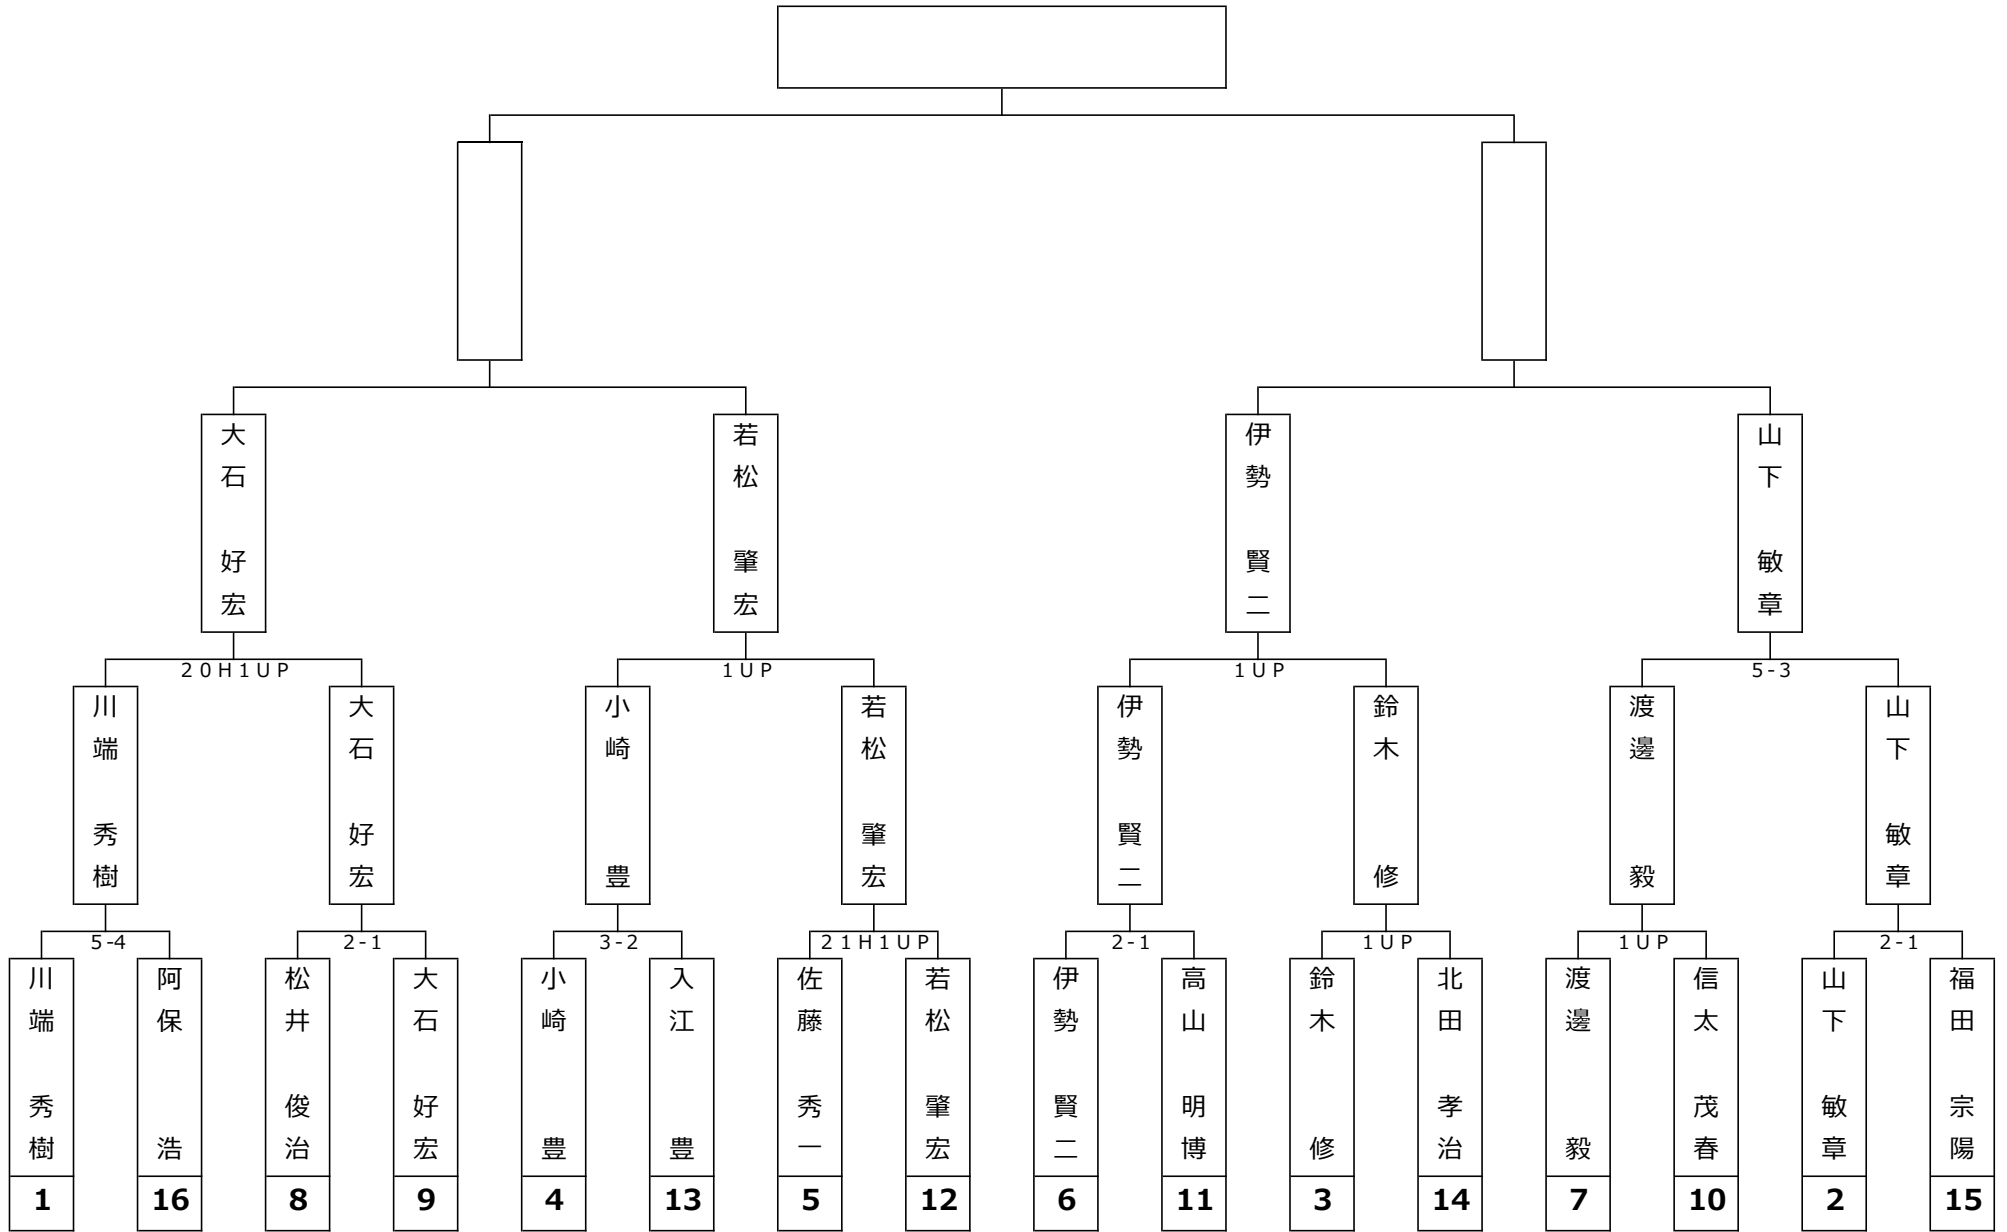 大石 好宏
若松 肇宏
伊勢 賢二
山下 敏章
20H1UP
1UP
1UP
5-3
川端 秀樹
大石 好宏
小崎 豊
若松 肇宏
伊勢 賢二
鈴木 修
渡邊 毅
山下 敏章
5-4
2-1
3-2
21H1UP
2-1
1UP
1UP
2-1
川端 秀樹
阿保 浩
松井 俊治
大石 好宏
小崎 豊
入江 豊
佐藤 秀一
若松 肇宏
伊勢 賢二
高山 明博
鈴木 修
北田 孝治
渡邊 毅
信太 茂春
山下 敏章
福田 宗陽
1
16
8
9
4
13
5
12
6
11
3
14
7
10
2
15